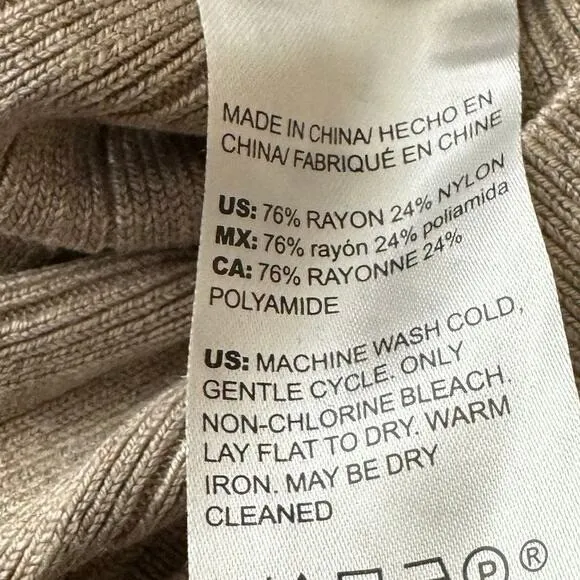 MADE IN CHINA/ HECHO EN
CHINA/ FABRIQUÉ EN CHINE
US: 76% RAYON 24% NYLON
MX: 76% rayón 24% poliamida
CA: 76% RAYONNE 24%
POLYAMIDE
US: MACHINE WASH COLD,
GENTLE CYCLE. ONLY
NON-CHLORINE BLEACH.
LAY FLAT TO DRY. WARM
IRON. MAY BE DRY
CLEANED
P ®